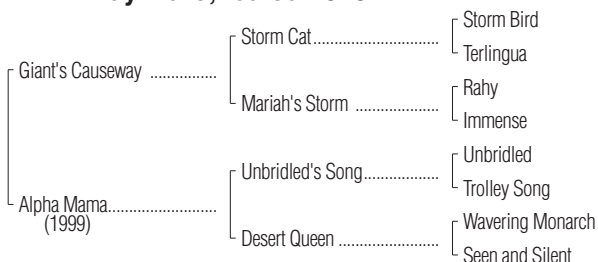 Storm Bird
Storm Cat
Terlingua
Giant's Causeway
Rahy
Mariah's Storm
Immense
Unbridled
Unbridled's Song
Trolley Song
Alpha Mama
(1999)
Wavering Monarch
Desert Queen
Seen and Silent